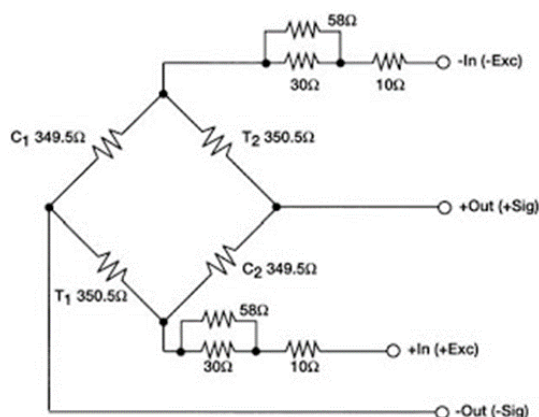 58Ω
-In (-Exc)
30Ω
10Ω
C1 349.5Ω
T2 350.5Ω
+Out (+Sig)
C2 349.5Ω
T1 350.5Ω
58Ω
+In (+Exc)
30Ω
10Ω
-Out (-Sig)